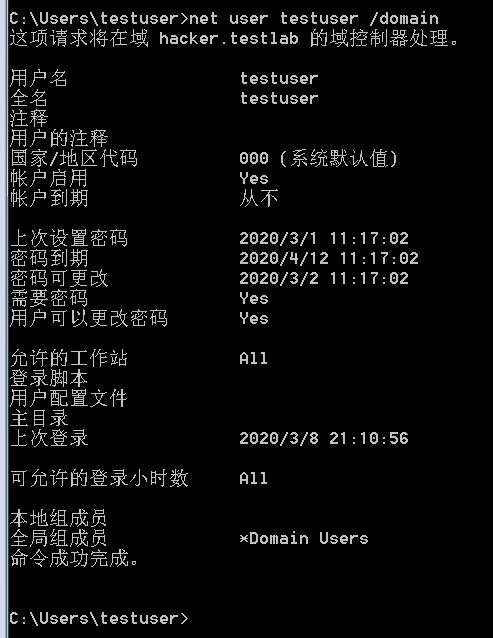 C:\Users\testuser>net user testuser /domain
这项请求将在域 hacker.testlab 的域控制器处理。
用户名 testuser
全名 testuser
注释
用户的注释
国家/地区代码 000 (系统默认值)
帐户启用 Yes
帐户到期 从不
上次设置密码 2020/3/1 11:17:02
密码到期 2020/4/12 11:17:02
密码可更改 2020/3/2 11:17:02
需要密码 Yes
用户可以更改密码 Yes
允许的工作站 All
登录脚本
用户配置文件
主目录
上次登录 2020/3/8 21:10:56
可允许的登录小时数 All
本地组成员
全局组成员 *Domain Users
命令成功完成。
C:\Users\testuser>